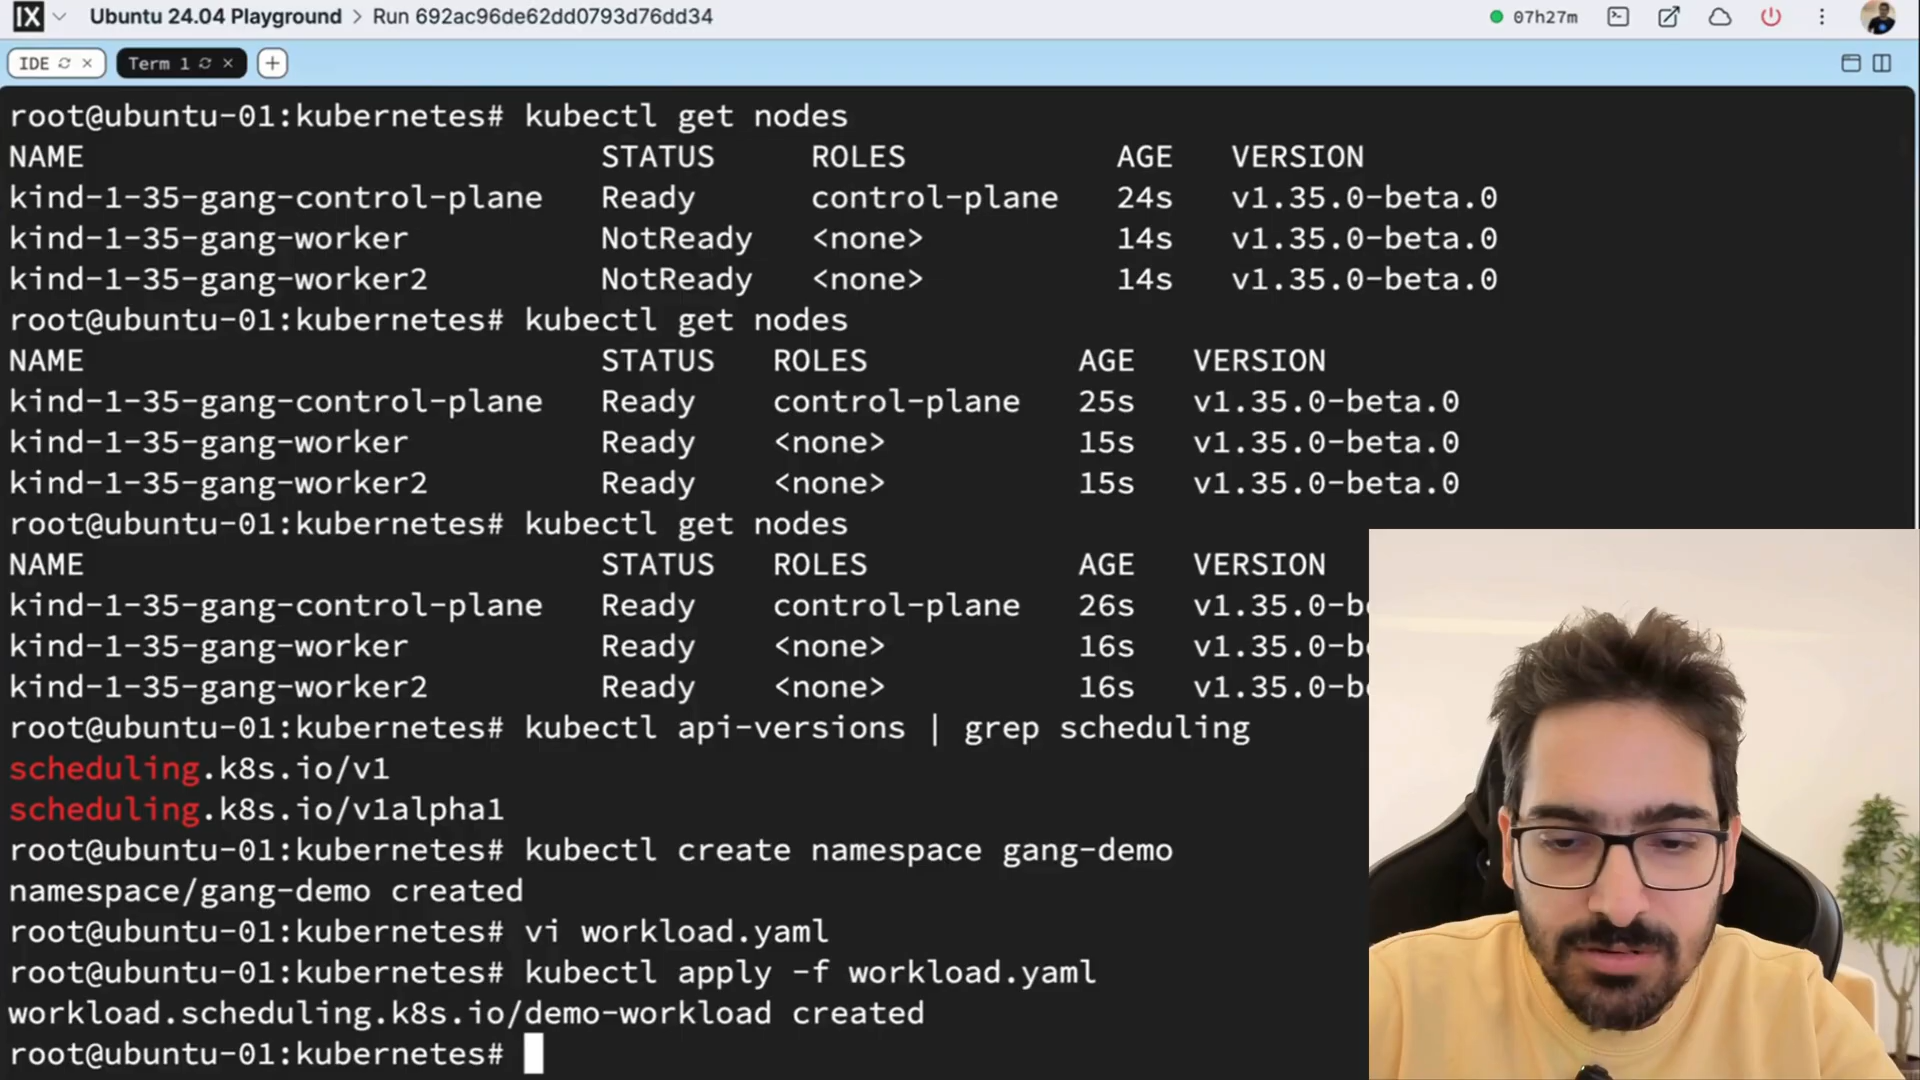 Ubuntu 24.04 Playground > Run 692ac96de62dd0793d76dd34
07h27m
IDE
Term 1
root@ubuntu-01:kubernetes# kubectl get nodes
NAME STATUS ROLES AGE VERSION
kind-1-35-gang-control-plane Ready control-plane 24s v1.35.0-beta.0
kind-1-35-gang-worker NotReady <none> 14s v1.35.0-beta.0
kind-1-35-gang-worker2 NotReady <none> 14s v1.35.0-beta.0
root@ubuntu-01:kubernetes# kubectl get nodes
NAME STATUS ROLES AGE VERSION
kind-1-35-gang-control-plane Ready control-plane 25s v1.35.0-beta.0
kind-1-35-gang-worker Ready <none> 15s v1.35.0-beta.0
kind-1-35-gang-worker2 Ready <none> 15s v1.35.0-beta.0
root@ubuntu-01:kubernetes# kubectl get nodes
NAME STATUS ROLES AGE VERSION
kind-1-35-gang-control-plane Ready control-plane 26s v1.35.0-b
kind-1-35-gang-worker Ready <none> 16s v1.35.0-b
kind-1-35-gang-worker2 Ready <none> 16s v1.35.0-b
root@ubuntu-01:kubernetes# kubectl api-versions | grep scheduling
scheduling.k8s.io/v1
scheduling.k8s.io/v1alpha1
root@ubuntu-01:kubernetes# kubectl create namespace gang-demo
namespace/gang-demo created
root@ubuntu-01:kubernetes# vi workload.yaml
root@ubuntu-01:kubernetes# kubectl apply -f workload.yaml
workload.scheduling.k8s.io/demo-workload created
root@ubuntu-01:kubernetes#